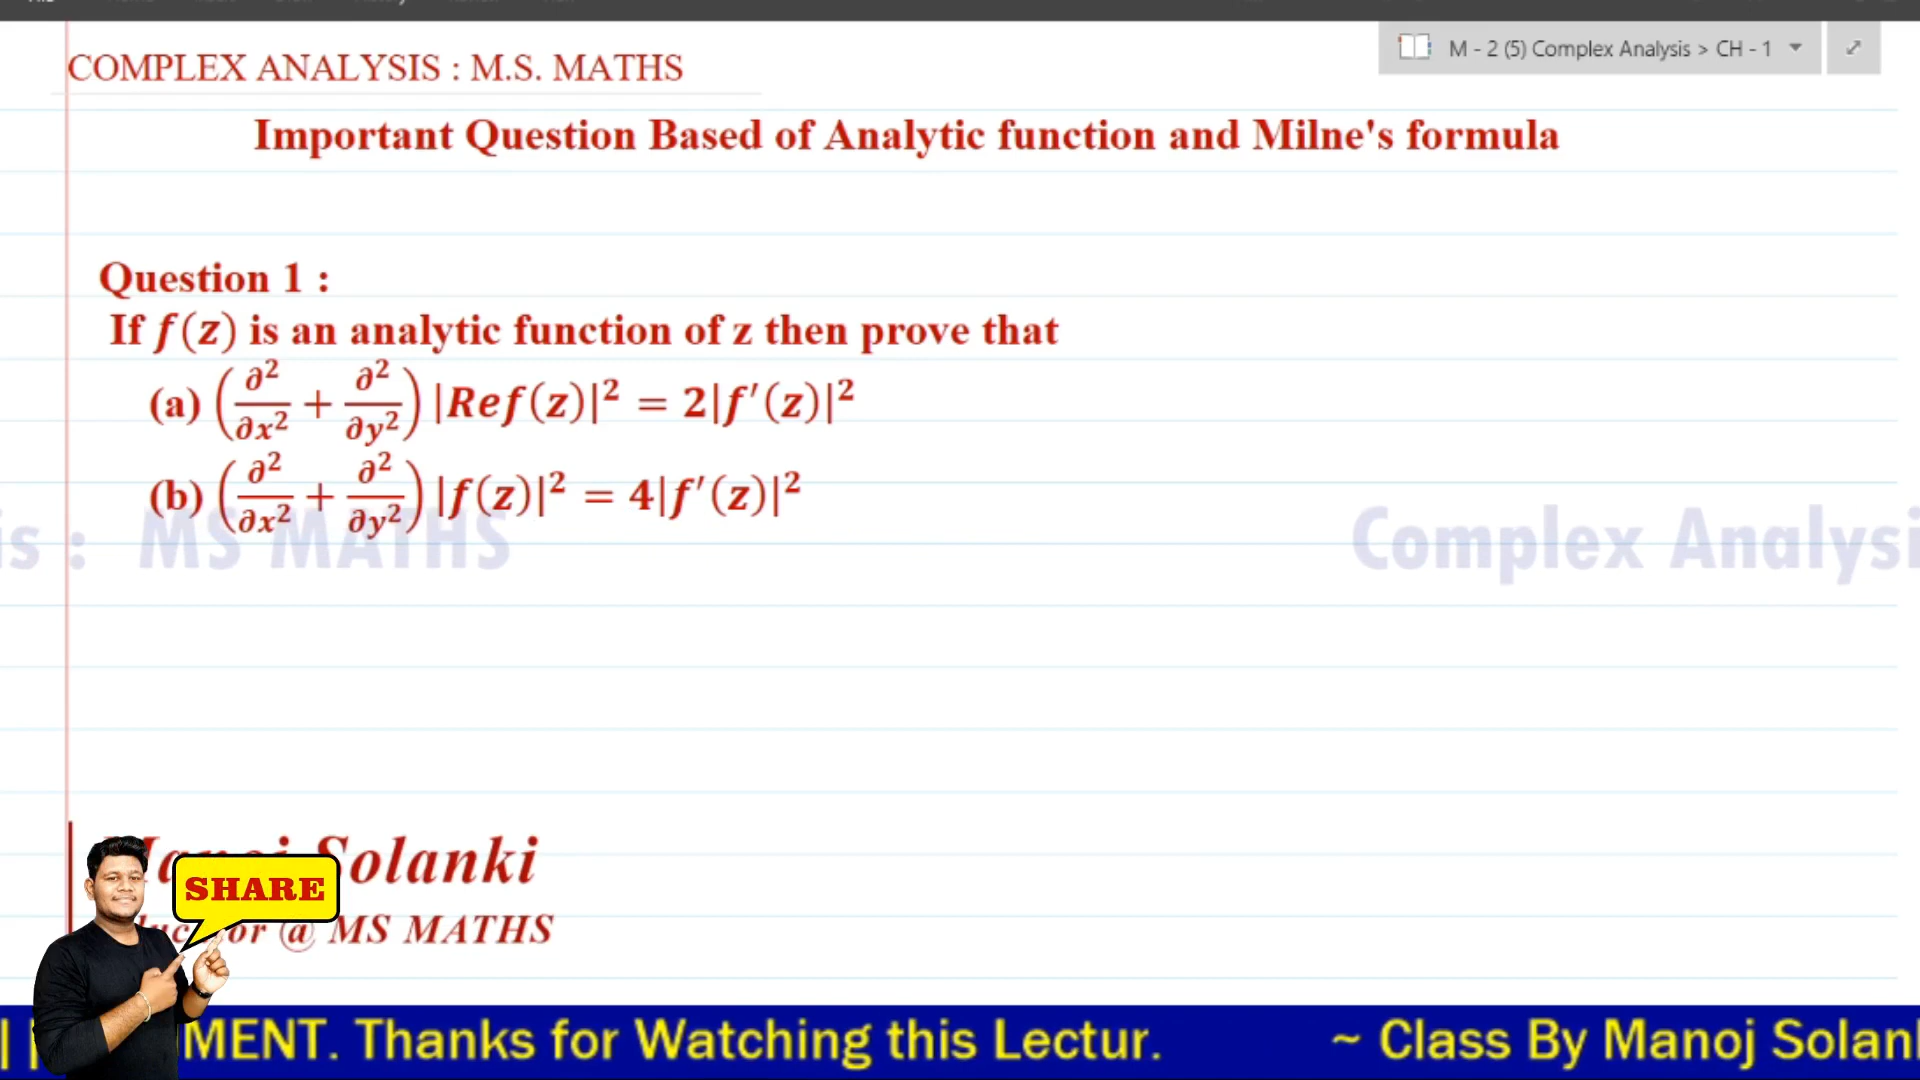 M - 2 (5) Complex Analysis > CH - 1
COMPLEX ANALYSIS : M.S. MATHS
Important Question Based of Analytic function and Milne's formula
Question 1 :
If f(z) is an analytic function of z then prove that
(a) (∂²/∂x² + ∂²/∂y²) |Ref(z)|² = 2|f′(z)|²
(b) (∂²/∂x² + ∂²/∂y²) |f(z)|² = 4|f′(z)|²
is : MS MATHS Complex Analysi
Solanki
SHARE
@ MS MATHS
MENT. Thanks for Watching this Lectur. ~ Class By Manoj Solan